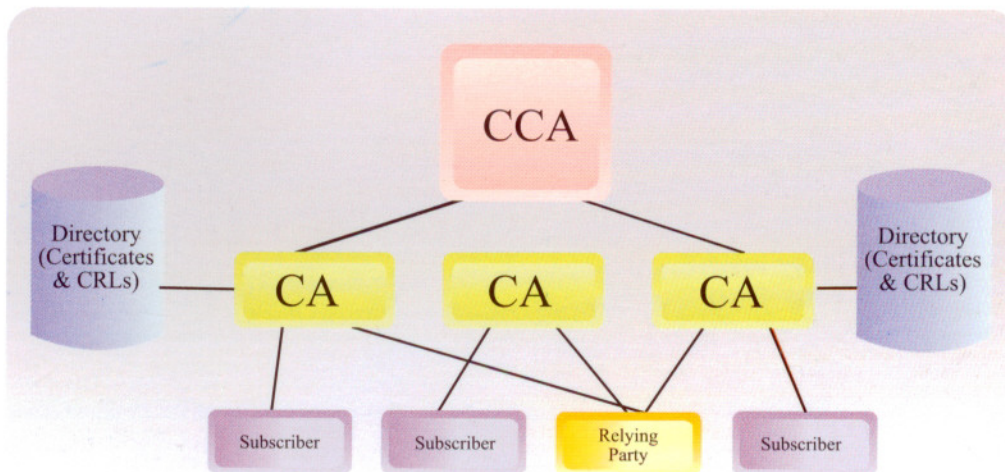 CCA
Directory
(Certificates
& CRLs)
Directory
(Certificates
& CRLs)
CA
CA
CA
Subscriber
Subscriber
Relying
Party
Subscriber